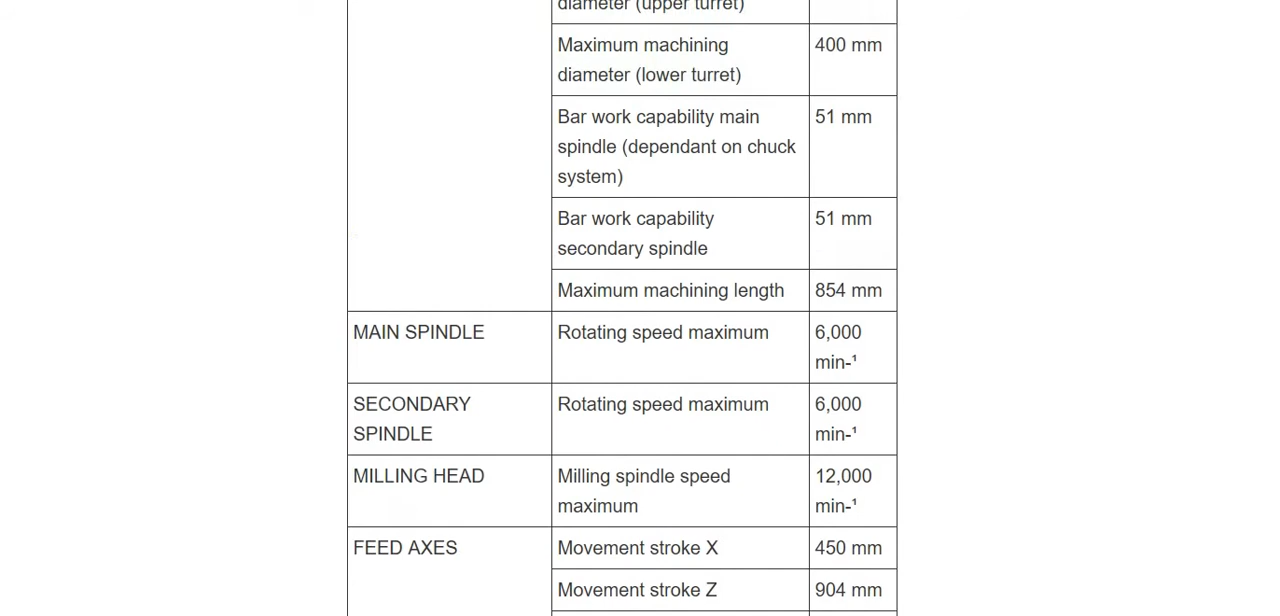 diameter (upper turret)
Maximum machining
diameter (lower turret)
400 mm
Bar work capability main
spindle (dependant on chuck
system)
51 mm
Bar work capability
secondary spindle
51 mm
Maximum machining length
854 mm
MAIN SPINDLE
Rotating speed maximum
6,000
min-¹
SECONDARY
SPINDLE
Rotating speed maximum
6,000
min-¹
MILLING HEAD
Milling spindle speed
maximum
12,000
min-¹
FEED AXES
Movement stroke X
450 mm
Movement stroke Z
904 mm